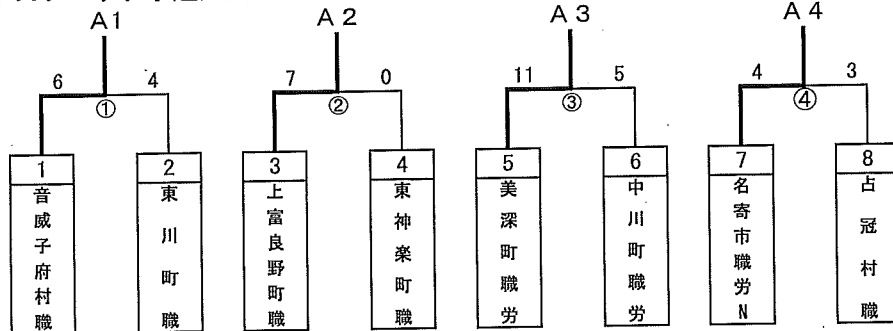 A1 A2 A3 A4
6 4 7 0 11 5 4 3
① ② ③ ④
1 2 3 4 5 6 7 8
音威子府村職
東川町職
上富良野町職
東神楽町職
美深町職労
中川町職労
名寄市職労N
占冠村職